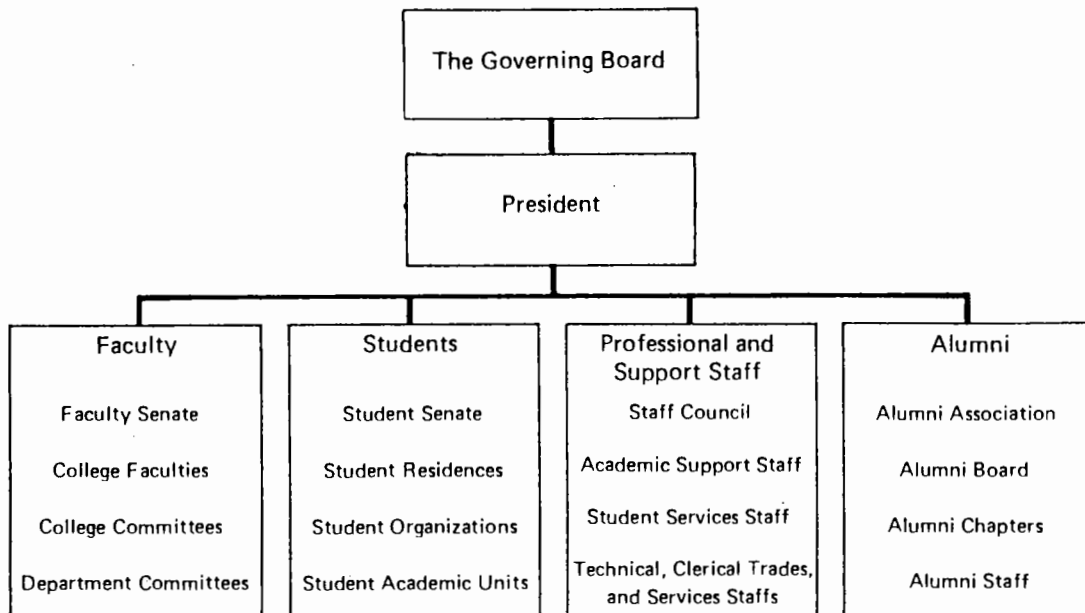 The Governing Board
President
Faculty
Faculty Senate
College Faculties
College Committees
Department Committees
Students
Student Senate
Student Residences
Student Organizations
Student Academic Units
Professional and
Support Staff
Staff Council
Academic Support Staff
Student Services Staff
Technical, Clerical Trades,
and Services Staffs
Alumni
Alumni Association
Alumni Board
Alumni Chapters
Alumni Staff